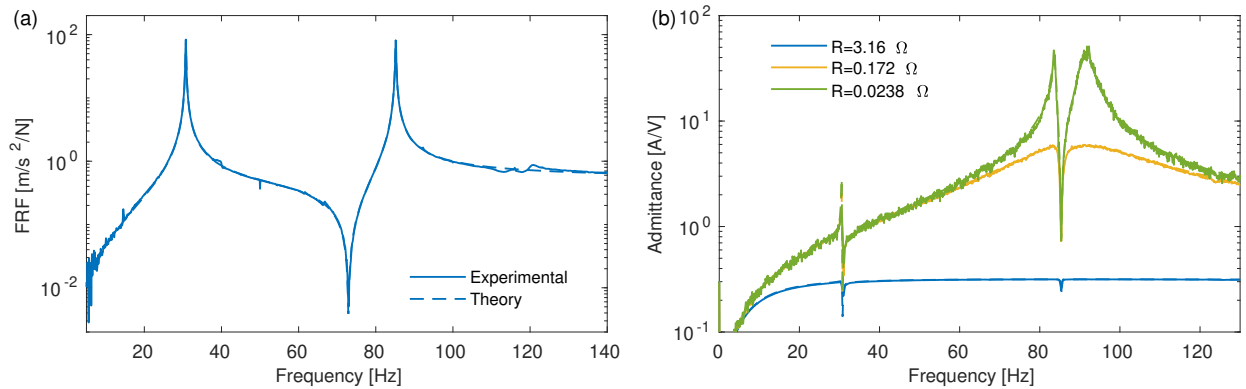 (a)
10^2
10^0
10^-2
FRF [m/s^2/N]
20 40 60 80 100 120 140
Frequency [Hz]
Experimental
Theory
(b)
10^2
10^1
10^0
10^-1
Admittance [A/V]
0 20 40 60 80 100 120
Frequency [Hz]
R=3.16 Ω
R=0.172 Ω
R=0.0238 Ω